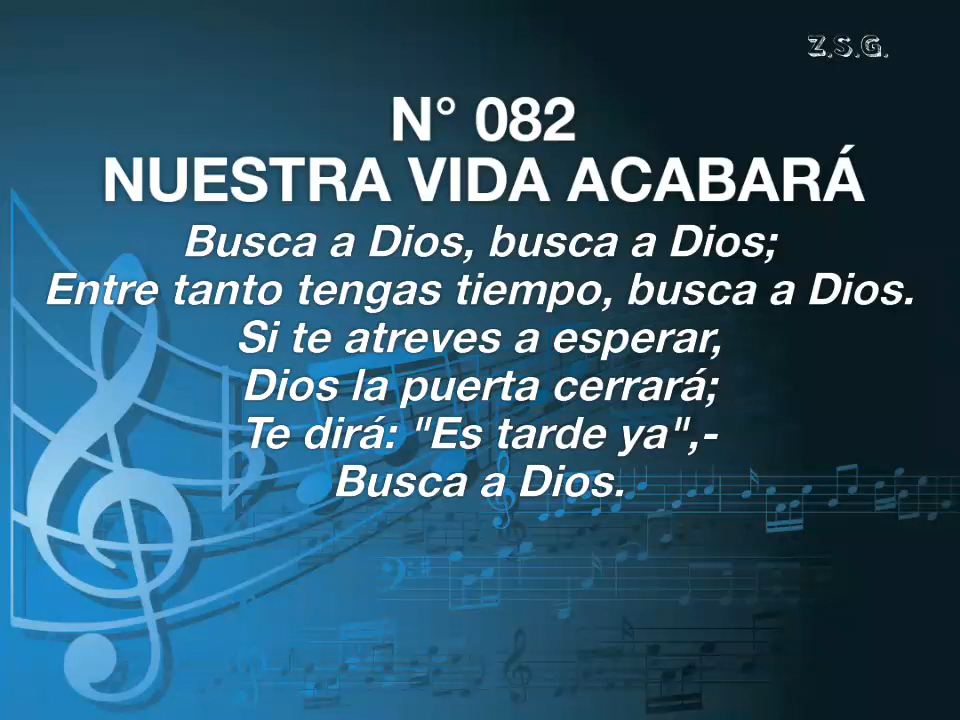 Z.S.G.
N° 082
NUESTRA VIDA ACABARÁ
Busca a Dios, busca a Dios;
Entre tanto tengas tiempo, busca a Dios.
Si te atreves a esperar,
Dios la puerta cerrará;
Te dirá: "Es tarde ya",-
Busca a Dios.